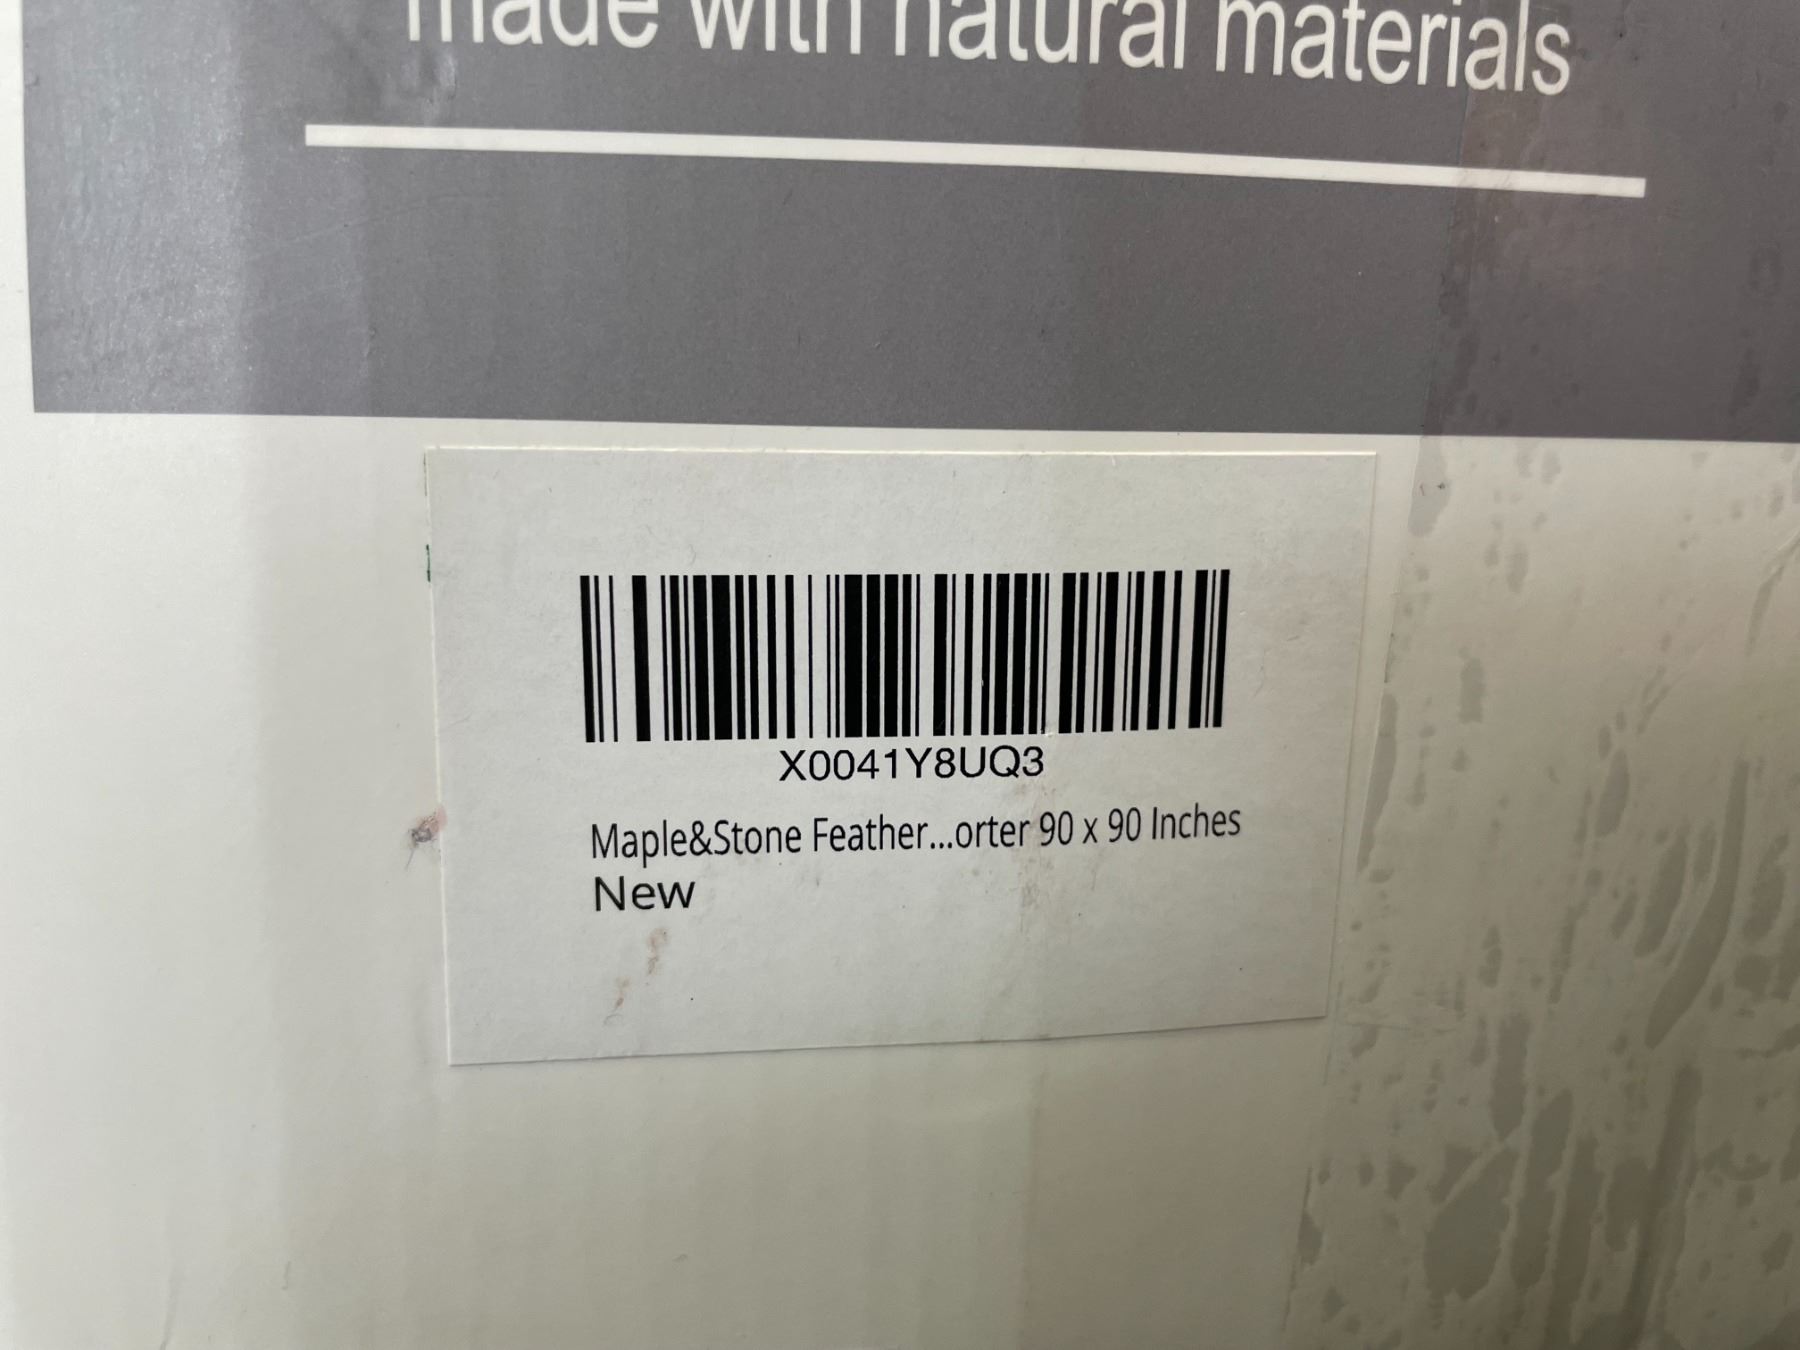 made with natural materials
X0041Y8UQ3
Maple&Stone Feather...orter 90 x 90 Inches
New